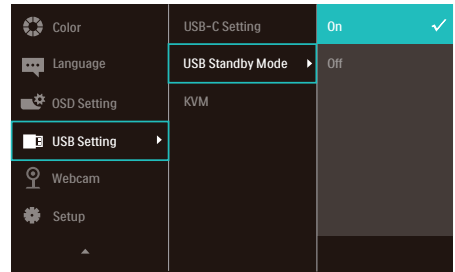 Color
Language
OSD Setting
USB Setting
Webcam
Setup
USB-C Setting
USB Standby Mode
KVM
On
Off